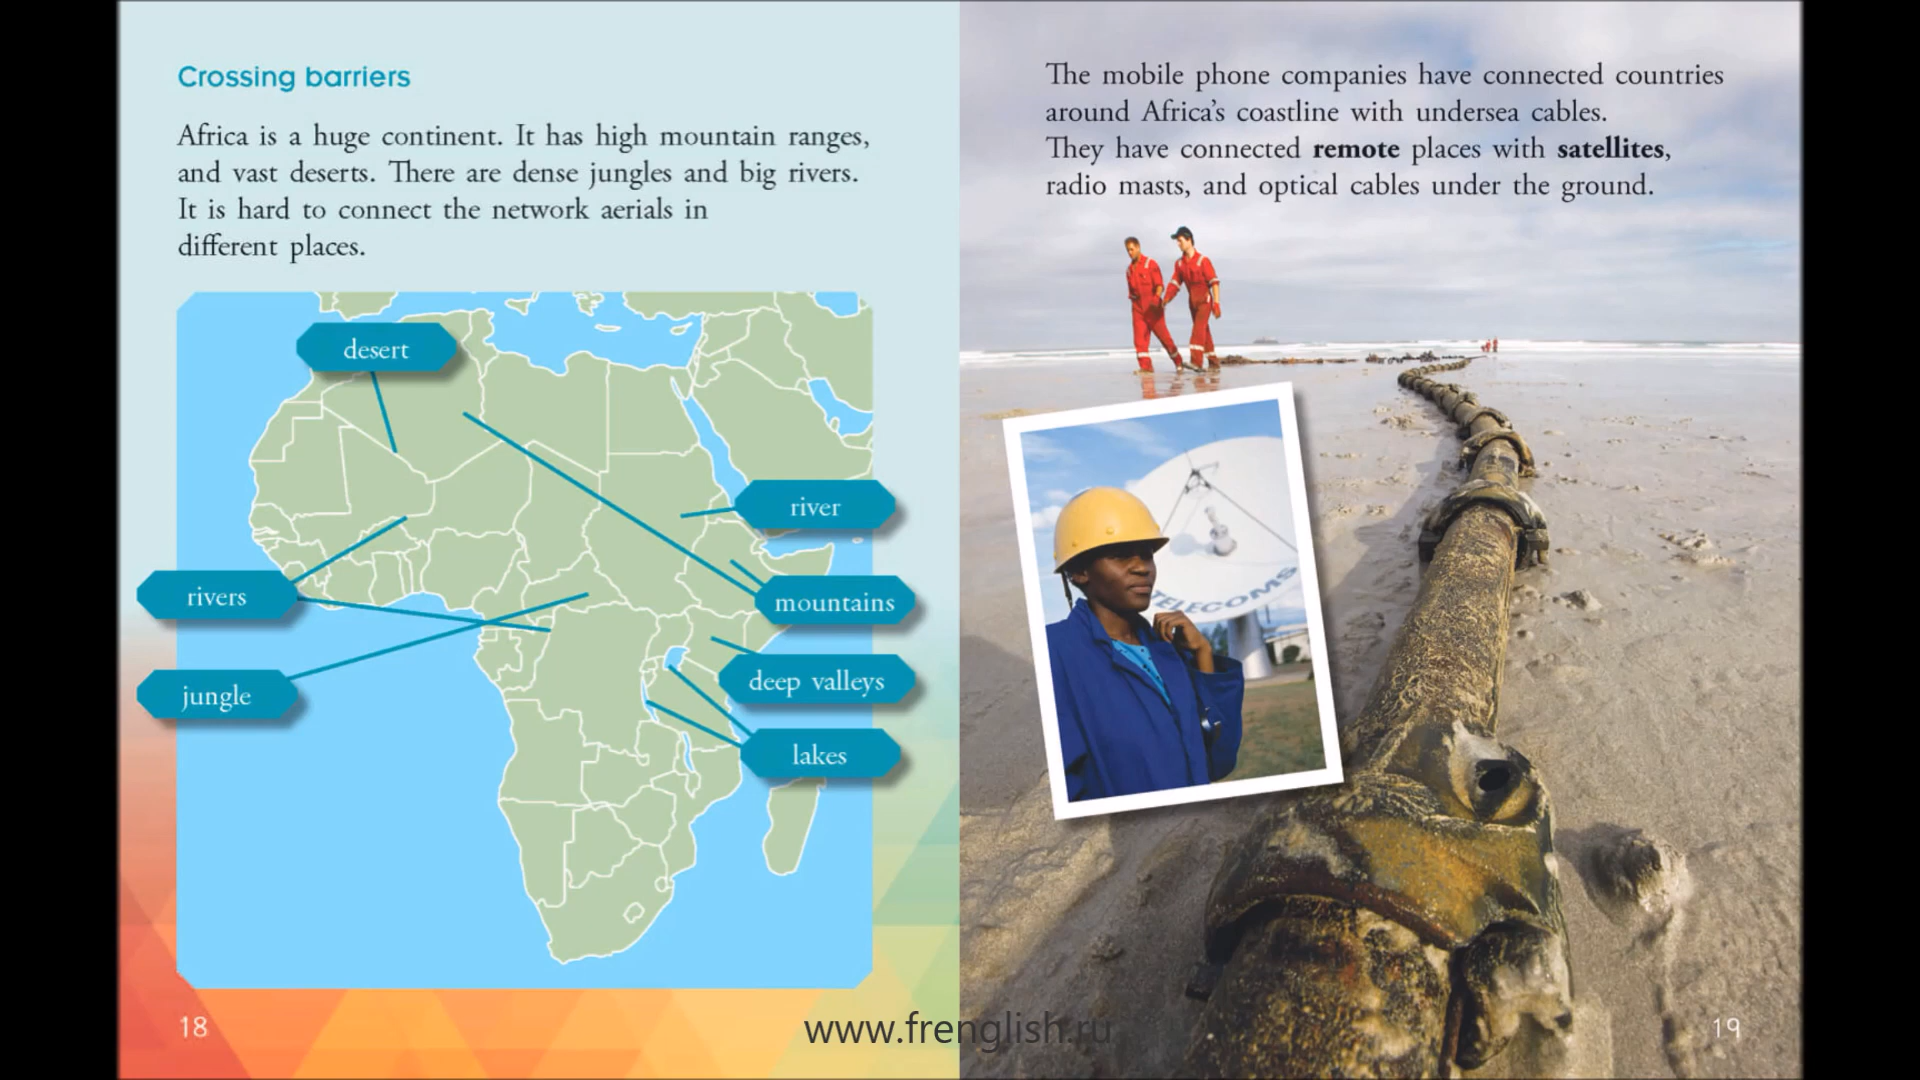 Crossing barriers
Africa is a huge continent. It has high mountain ranges,
and vast deserts. There are dense jungles and big rivers.
It is hard to connect the network aerials in
different places.
desert
river
rivers
mountains
deep valleys
jungle
lakes
18
The mobile phone companies have connected countries
around Africa's coastline with undersea cables.
They have connected remote places with satellites,
radio masts, and optical cables under the ground.
TELECOMS
19
www.frenglish.ru